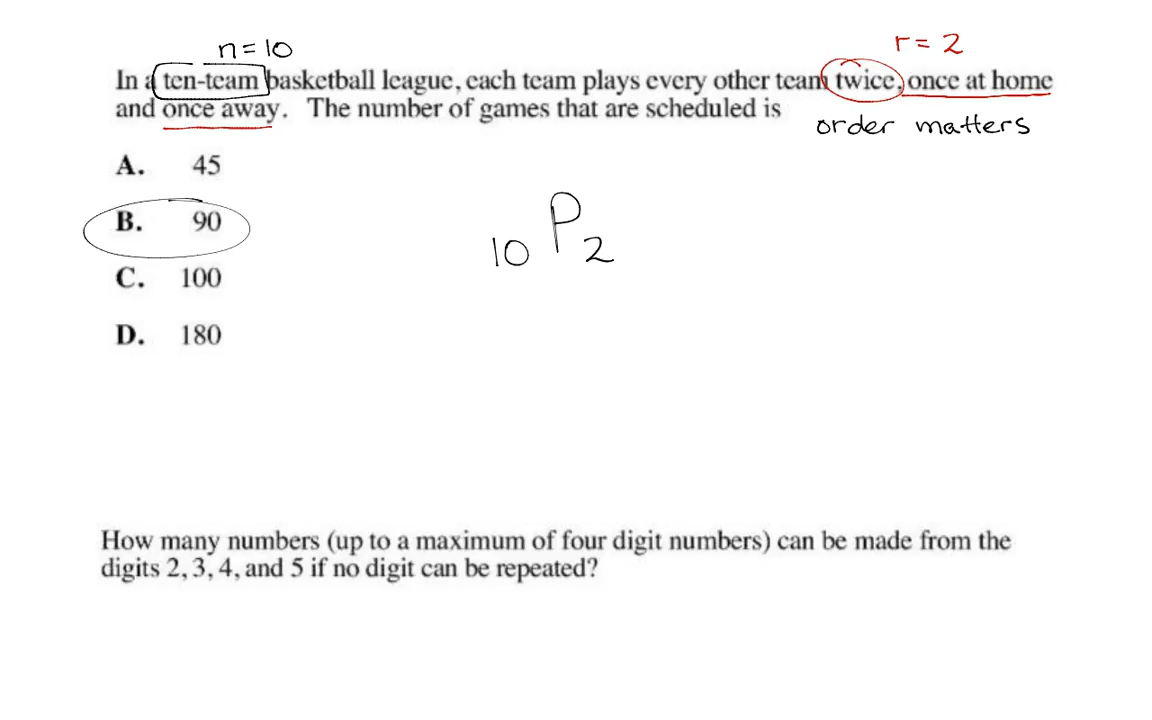 n = 10
r = 2
In a ten-team basketball league, each team plays every other team twice, once at home
and once away. The number of games that are scheduled is
order matters
A. 45
B. 90
10 P 2
C. 100
D. 180
How many numbers (up to a maximum of four digit numbers) can be made from the
digits 2, 3, 4, and 5 if no digit can be repeated?